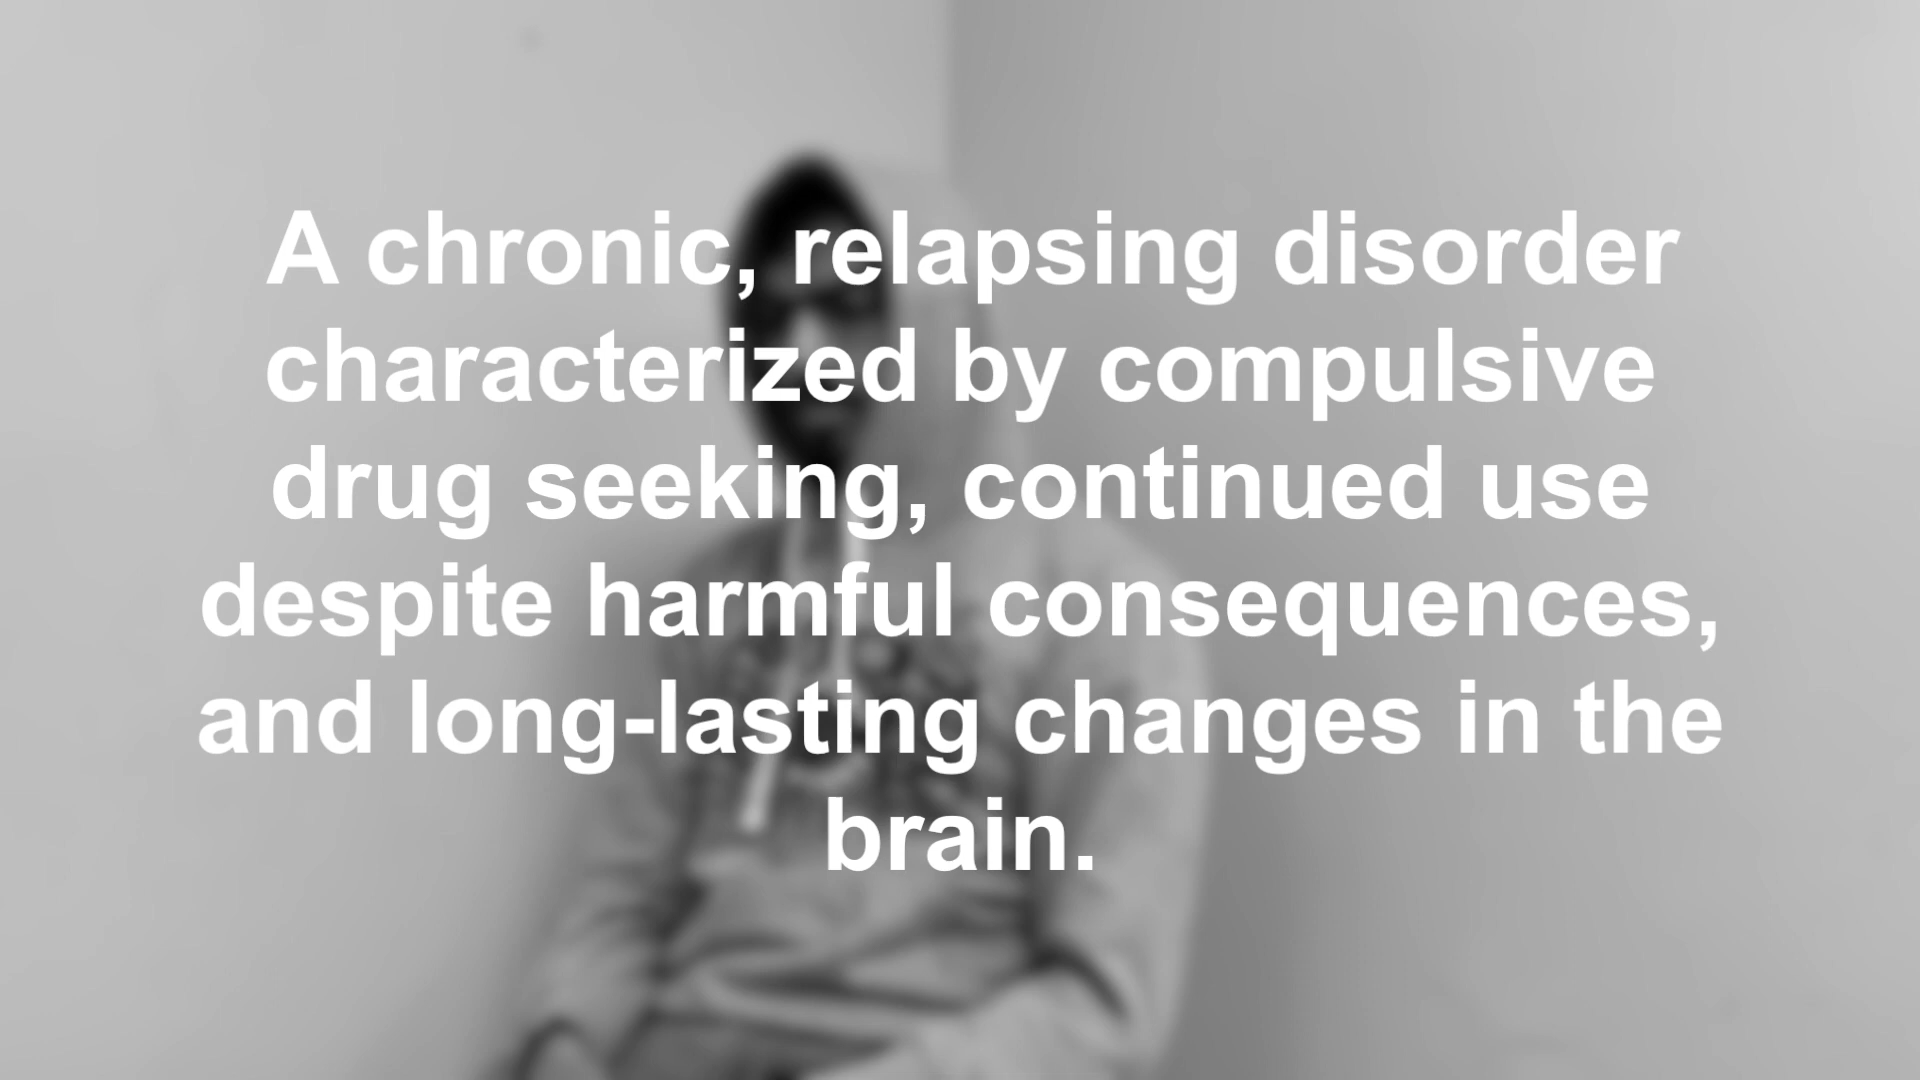 A chronic, relapsing disorder
characterized by compulsive
drug seeking, continued use
despite harmful consequences,
and long-lasting changes in the
brain.